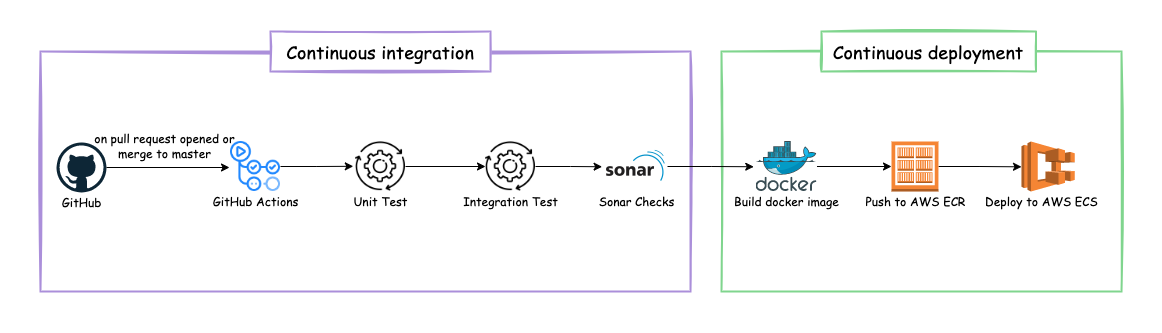 Continuous integration
Continuous deployment
on pull request opened or
merge to master
sonar
docker
GitHub
GitHub Actions
Unit Test
Integration Test
Sonar Checks
Build docker image
Push to AWS ECR
Deploy to AWS ECS